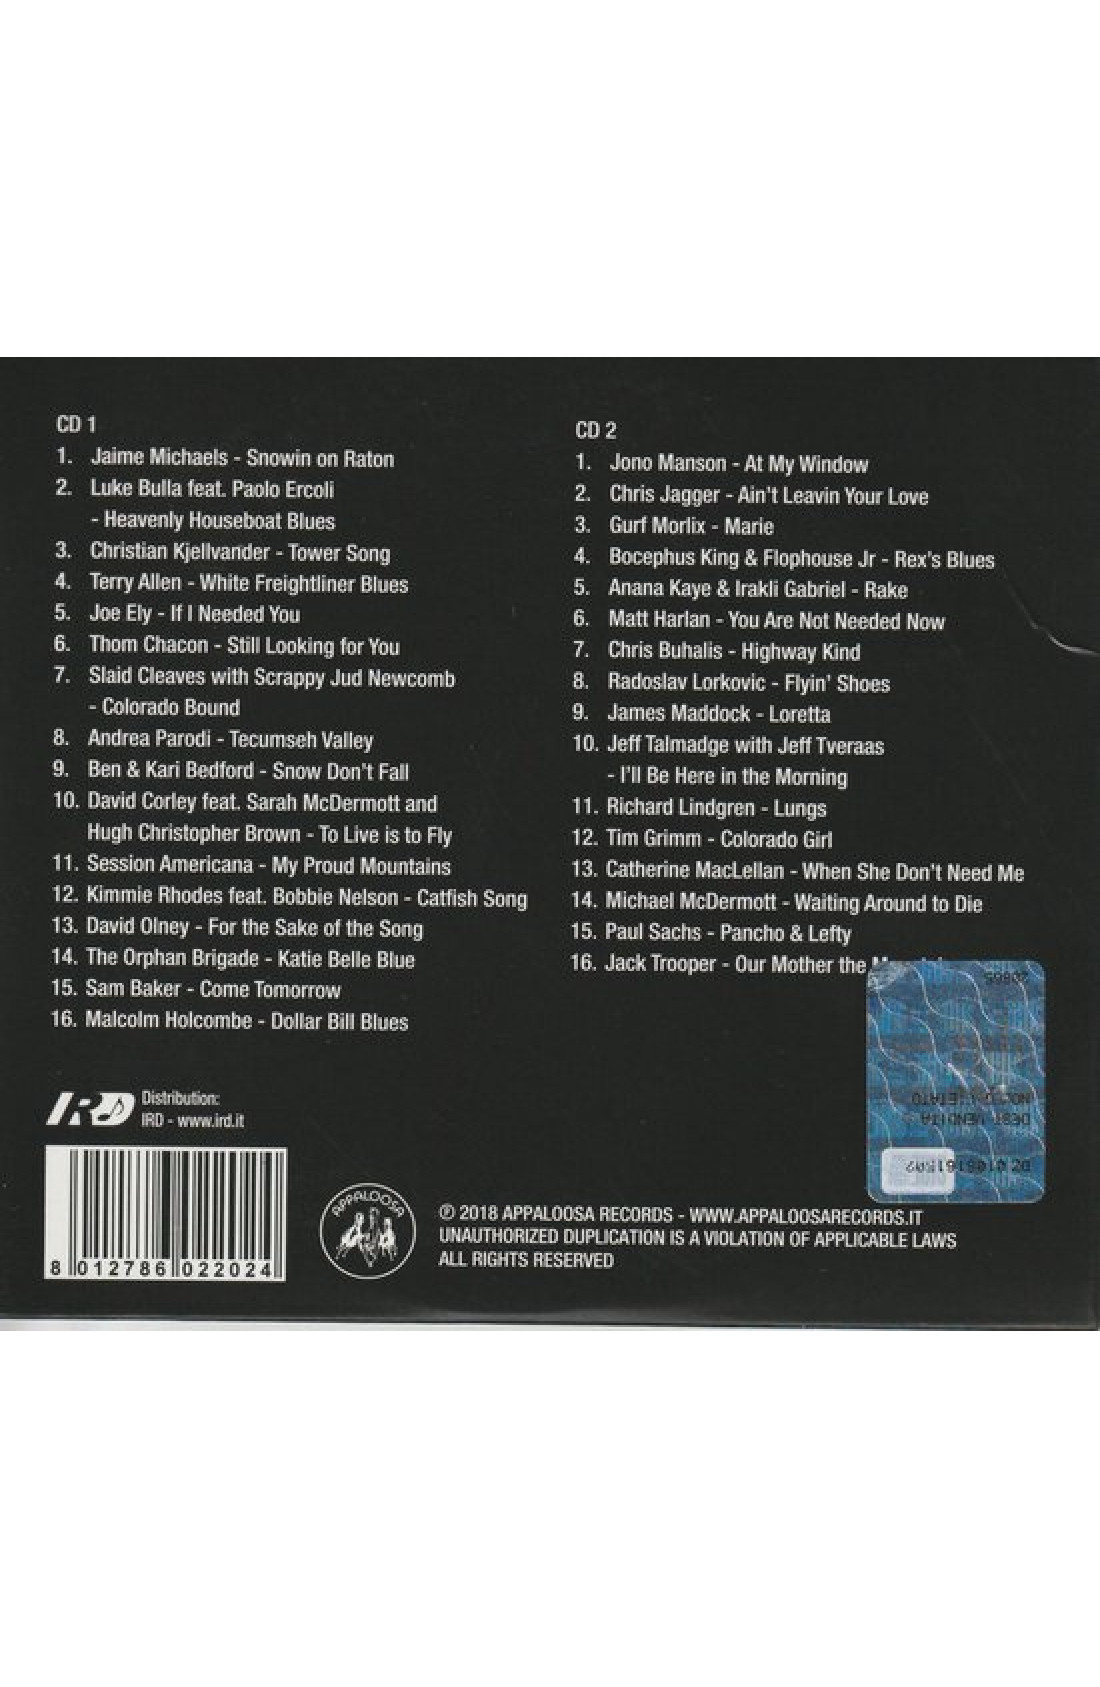 CD 1
1. Jaime Michaels - Snowin on Raton
2. Luke Bulla feat. Paolo Ercoli
- Heavenly Houseboat Blues
3. Christian Kjellvander - Tower Song
4. Terry Allen - White Freightliner Blues
5. Joe Ely - If I Needed You
6. Thom Chacon - Still Looking for You
7. Slaid Cleaves with Scrappy Jud Newcomb
- Colorado Bound
8. Andrea Parodi - Tecumseh Valley
9. Ben & Kari Bedford - Snow Don't Fall
10. David Corley feat. Sarah McDermott and
Hugh Christopher Brown - To Live is to Fly
11. Session Americana - My Proud Mountains
12. Kimmie Rhodes feat. Bobbie Nelson - Catfish Song
13. David Olney - For the Sake of the Song
14. The Orphan Brigade - Katie Belle Blue
15. Sam Baker - Come Tomorrow
16. Malcolm Holcombe - Dollar Bill Blues
CD 2
1. Jono Manson - At My Window
2. Chris Jagger - Ain't Leavin Your Love
3. Gurf Morlix - Marie
4. Bocephus King & Flophouse Jr - Rex's Blues
5. Anana Kaye & Irakli Gabriel - Rake
6. Matt Harlan - You Are Not Needed Now
7. Chris Buhalis - Highway Kind
8. Radoslav Lorkovic - Flyin' Shoes
9. James Maddock - Loretta
10. Jeff Talmadge with Jeff Tveraas
- I'll Be Here in the Morning
11. Richard Lindgren - Lungs
12. Tim Grimm - Colorado Girl
13. Catherine MacLellan - When She Don't Need Me
14. Michael McDermott - Waiting Around to Die
15. Paul Sachs - Pancho & Lefty
16. Jack Trooper - Our Mother the
DEST VENDITA
IRD
Distribution:
IRD - www.ird.it
8 012786 022024
APPALOOSA
℗ 2018 APPALOOSA RECORDS - WWW.APPALOOSARECORDS.IT
UNAUTHORIZED DUPLICATION IS A VIOLATION OF APPLICABLE LAWS
ALL RIGHTS RESERVED